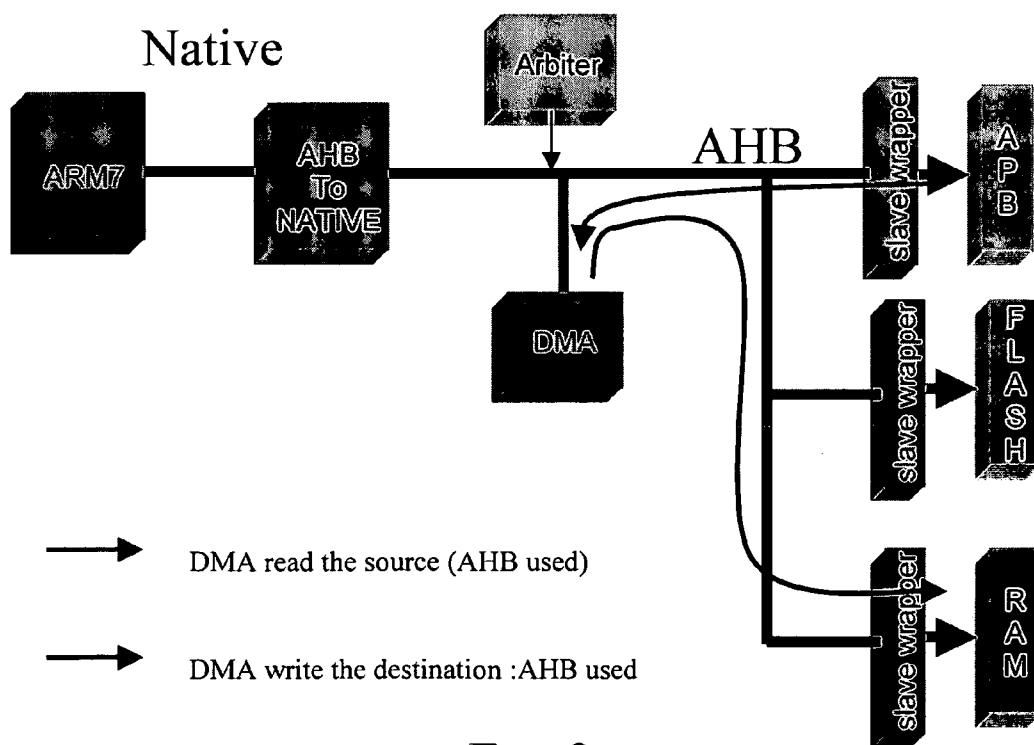 Native
Arbiter
AHB
ARM7
AHB
To
NATIVE
slave wrapper
A
P
B
DMA
slave wrapper
F
L
A
S
H
DMA read the source (AHB used)
slave wrapper
R
A
M
DMA write the destination :AHB used